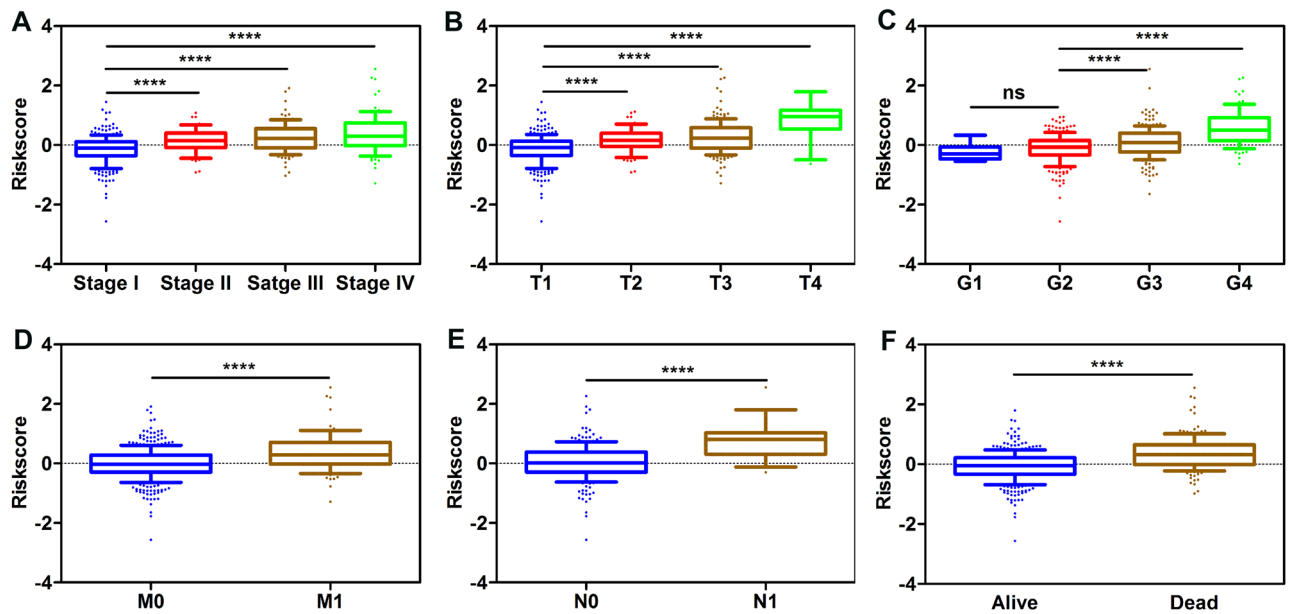 A
Riskscore
4
2
0
-2
-4
****
****
****
Stage I Stage II Satge III Stage IV
B
Riskscore
4
2
0
-2
-4
****
****
****
T1 T2 T3 T4
C
Riskscore
4
2
0
-2
-4
****
****
ns
G1 G2 G3 G4
D
Riskscore
4
2
0
-2
-4
****
M0 M1
E
Riskscore
4
2
0
-2
-4
****
N0 N1
F
Riskscore
4
2
0
-2
-4
****
Alive Dead